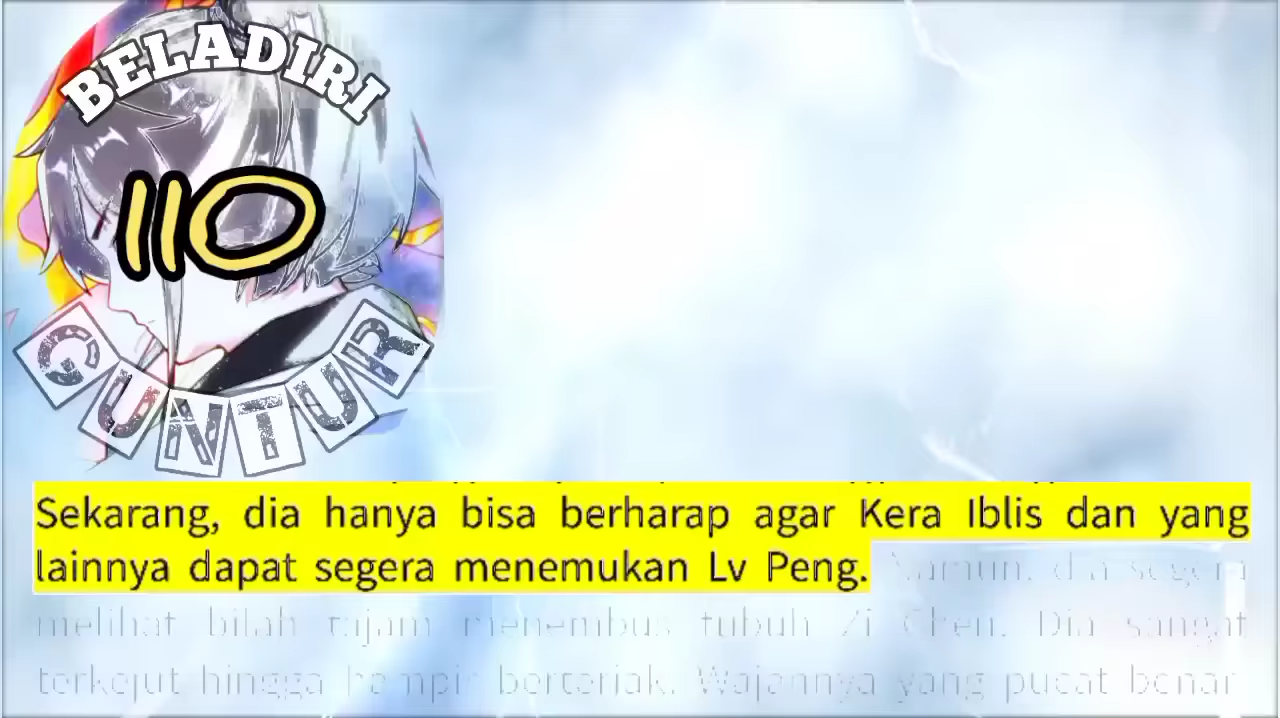 BELADIRI
110
GUNTUR
Sekarang, dia hanya bisa berharap agar Kera Iblis dan yang
lainnya dapat segera menemukan Lv Peng. Namun, dia segera
melihat bilah tajam menembus tubuh Zi Chen. Dia sangat
terkejut hingga hampir berteriak. Wajahnya yang pucat benar-